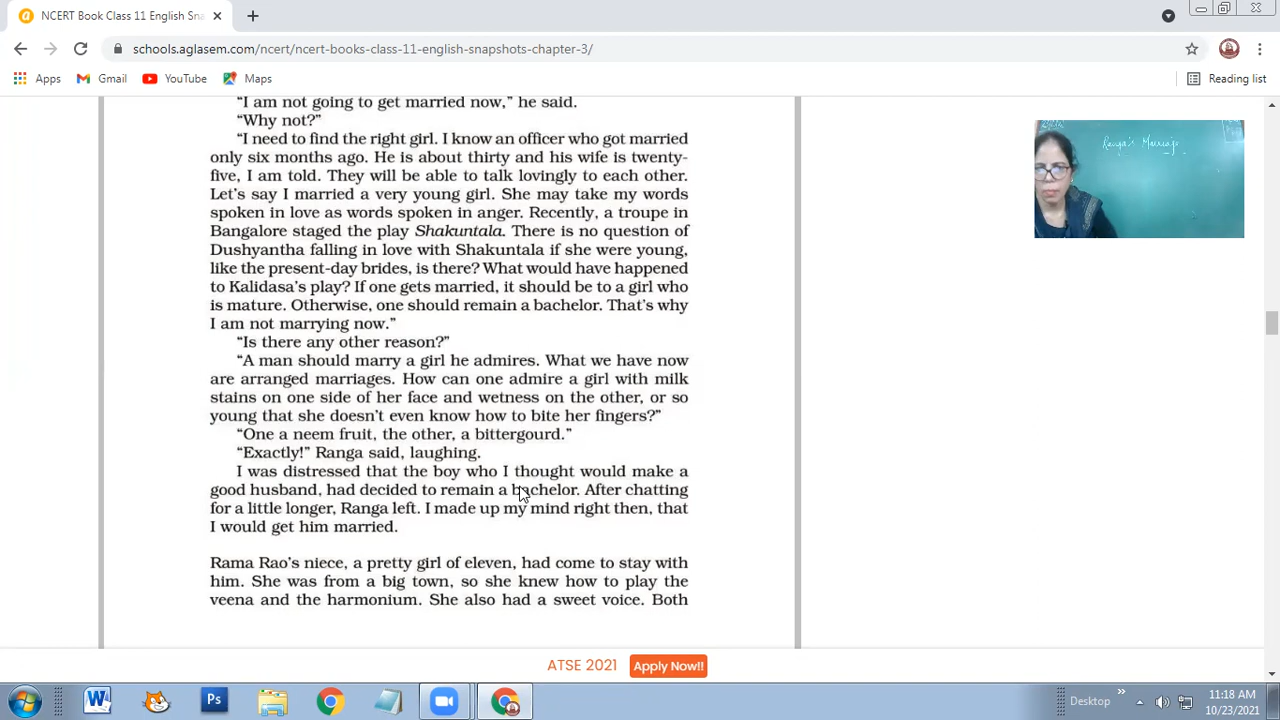 NCERT Book Class 11 English Sna
schools.aglasem.com/ncert/ncert-books-class-11-english-snapshots-chapter-3/
Apps Gmail YouTube Maps Reading list
“I am not going to get married now,” he said.
“Why not?”
“I need to find the right girl. I know an officer who got married
only six months ago. He is about thirty and his wife is twenty-
five, I am told. They will be able to talk lovingly to each other.
Let’s say I married a very young girl. She may take my words
spoken in love as words spoken in anger. Recently, a troupe in
Bangalore staged the play Shakuntala. There is no question of
Dushyantha falling in love with Shakuntala if she were young,
like the present-day brides, is there? What would have happened
to Kalidasa’s play? If one gets married, it should be to a girl who
is mature. Otherwise, one should remain a bachelor. That’s why
I am not marrying now.”
“Is there any other reason?”
“A man should marry a girl he admires. What we have now
are arranged marriages. How can one admire a girl with milk
stains on one side of her face and wetness on the other, or so
young that she doesn’t even know how to bite her fingers?”
“One a neem fruit, the other, a bittergourd.”
“Exactly!” Ranga said, laughing.
I was distressed that the boy who I thought would make a
good husband, had decided to remain a bachelor. After chatting
for a little longer, Ranga left. I made up my mind right then, that
I would get him married.
Rama Rao’s niece, a pretty girl of eleven, had come to stay with
him. She was from a big town, so she knew how to play the
veena and the harmonium. She also had a sweet voice. Both
Ranga's Marriage
ATSE 2021 Apply Now!!
Ps
Desktop
11:18 AM
10/23/2021